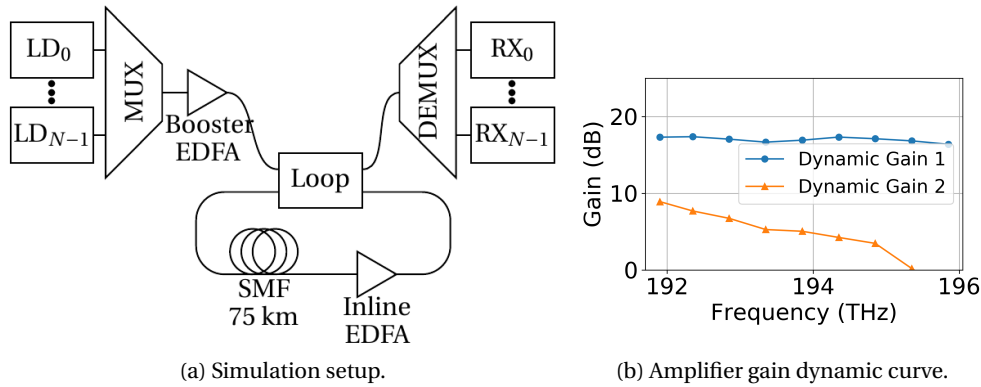 LD0
LDN−1
MUX
Booster
EDFA
Loop
SMF
75 km
Inline
EDFA
DEMUX
RX0
RXN−1
(a) Simulation setup.
Gain (dB)
20
10
0
Dynamic Gain 1
Dynamic Gain 2
192
194
196
Frequency (THz)
(b) Amplifier gain dynamic curve.